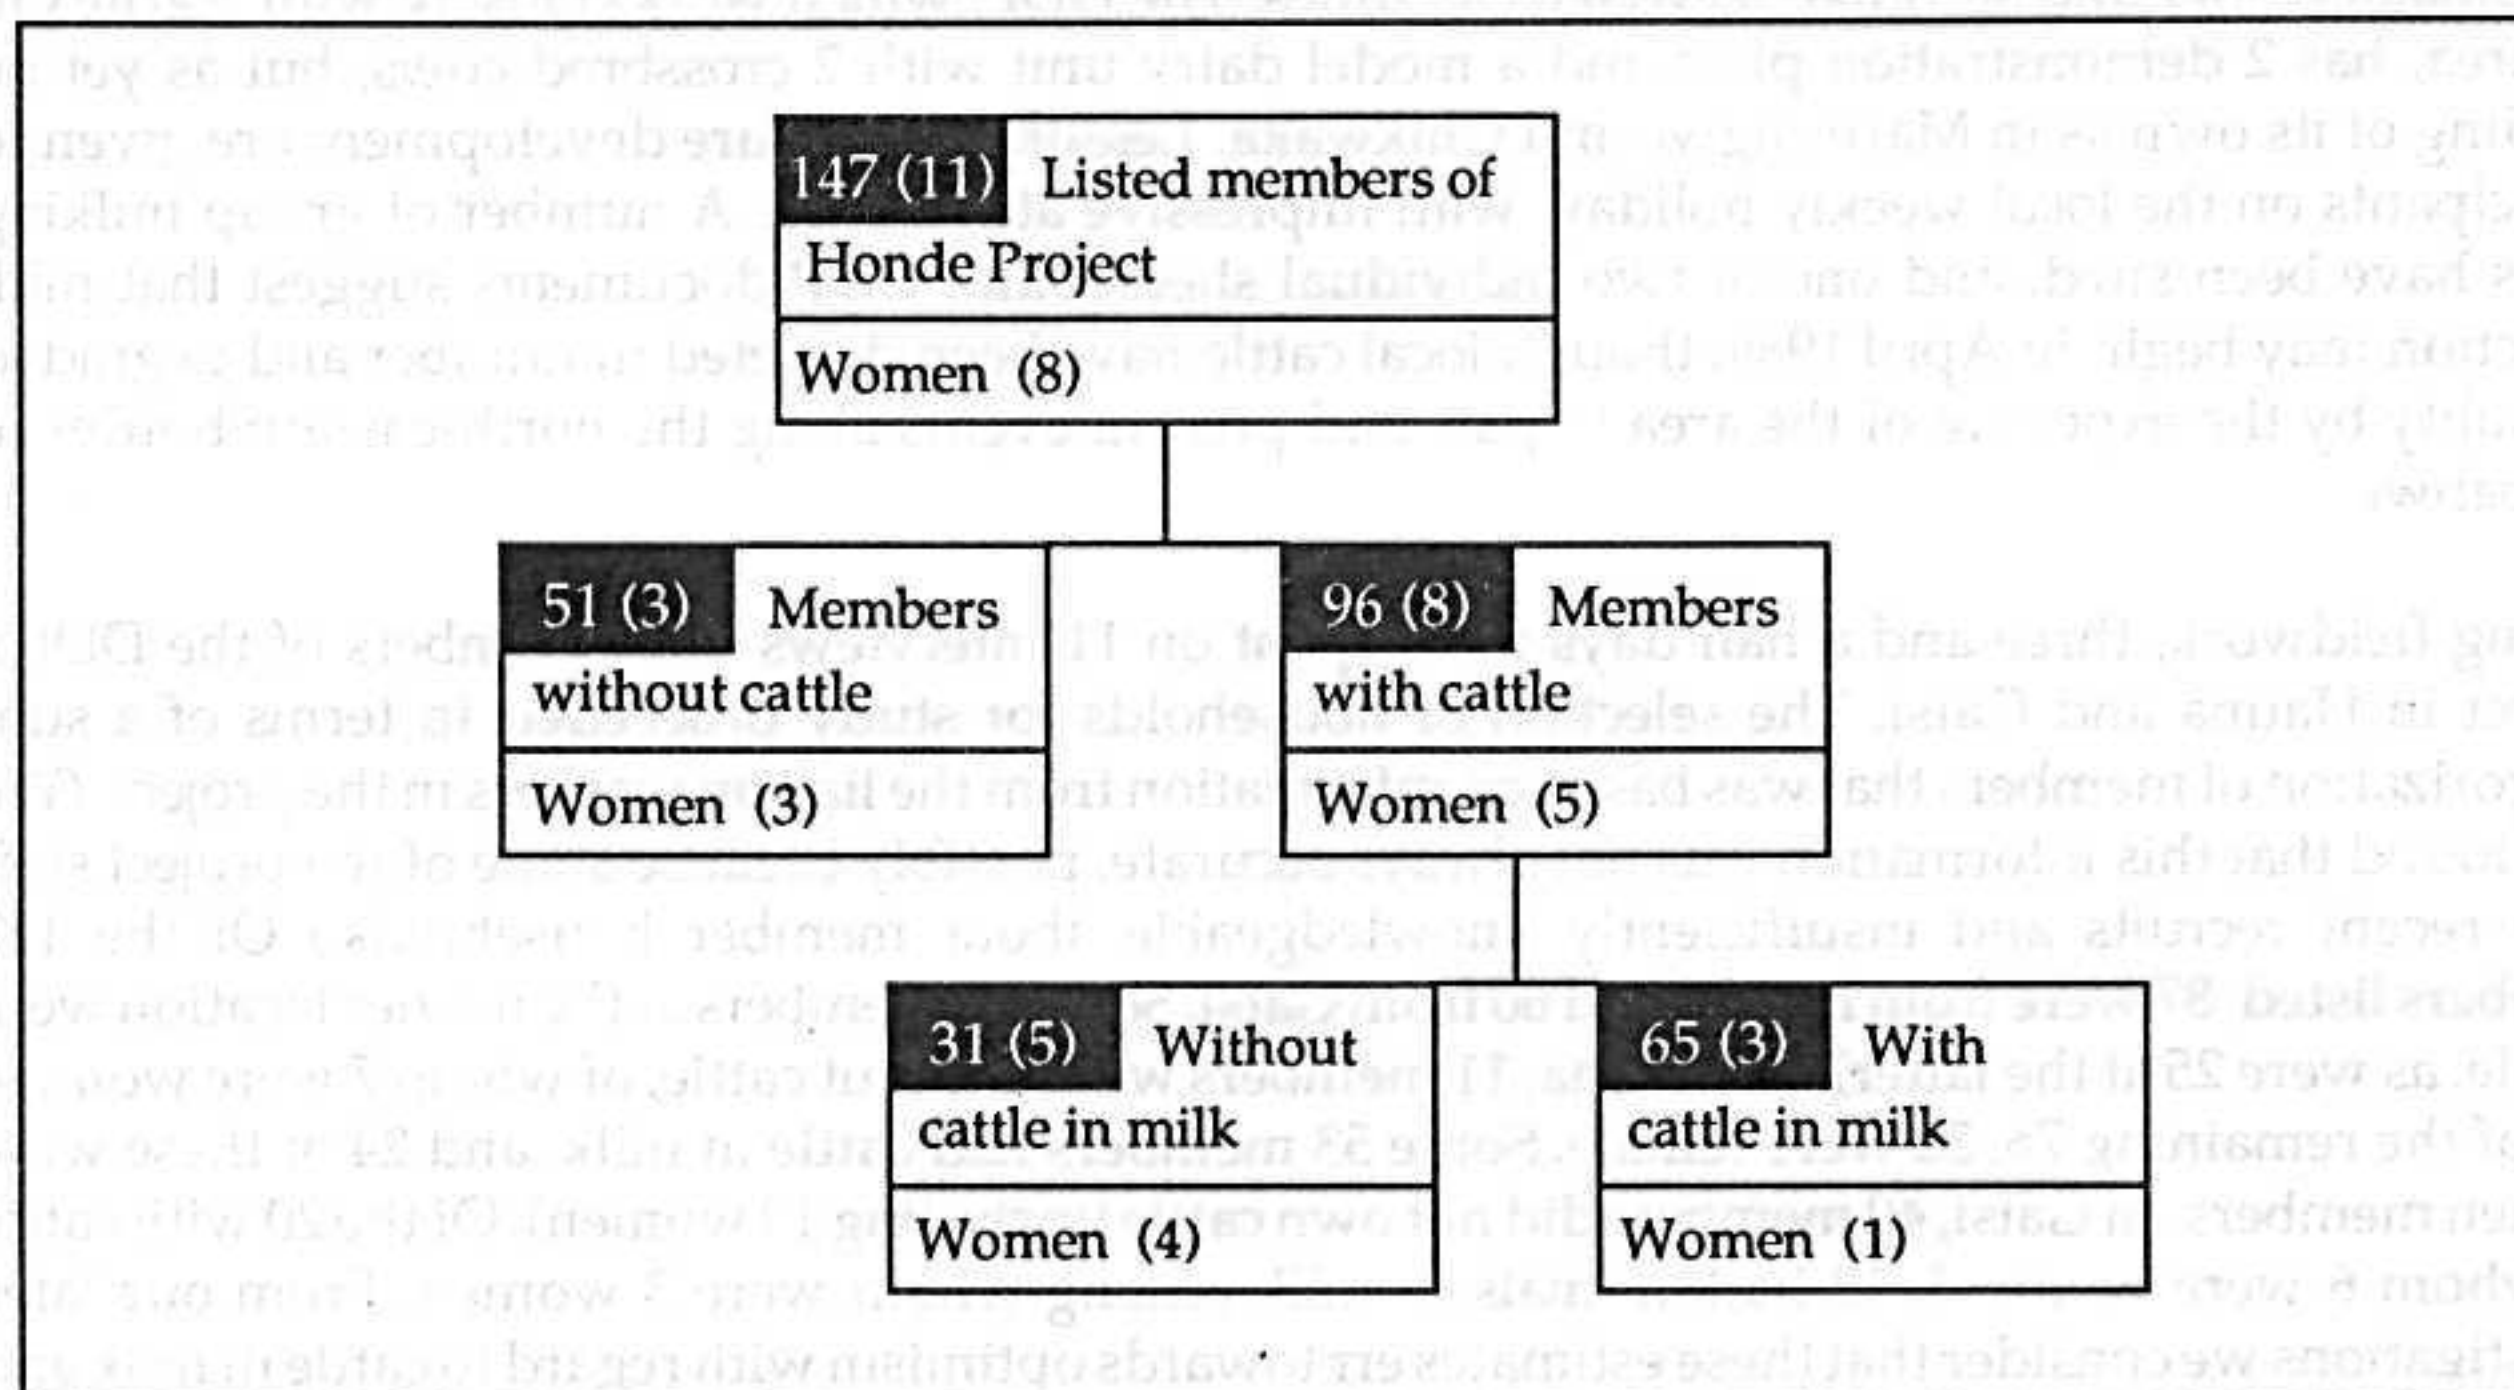 147 (11) Listed members of
Honde Project
Women (8)
51 (3) Members
without cattle
Women (3)
96 (8) Members
with cattle
Women (5)
31 (5) Without
cattle in milk
Women (4)
65 (3) With
cattle in milk
Women (1)